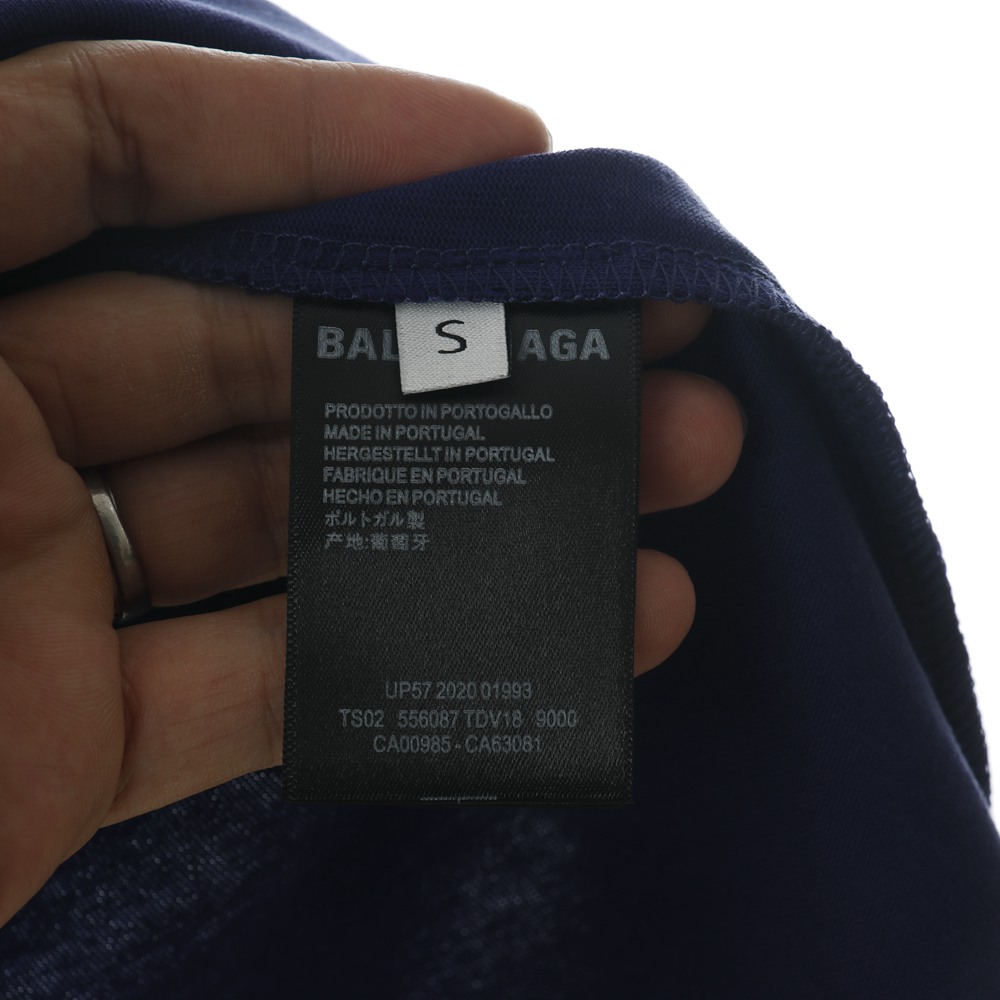 BAL AGA
S
PRODOTTO IN PORTOGALLO
MADE IN PORTUGAL
HERGESTELLT IN PORTUGAL
FABRIQUE EN PORTUGAL
HECHO EN PORTUGAL
ポルトガル製
产地:葡萄牙
UP57 2020 01993
TS02 556087 TDV18 9000
CA00985 - CA63081